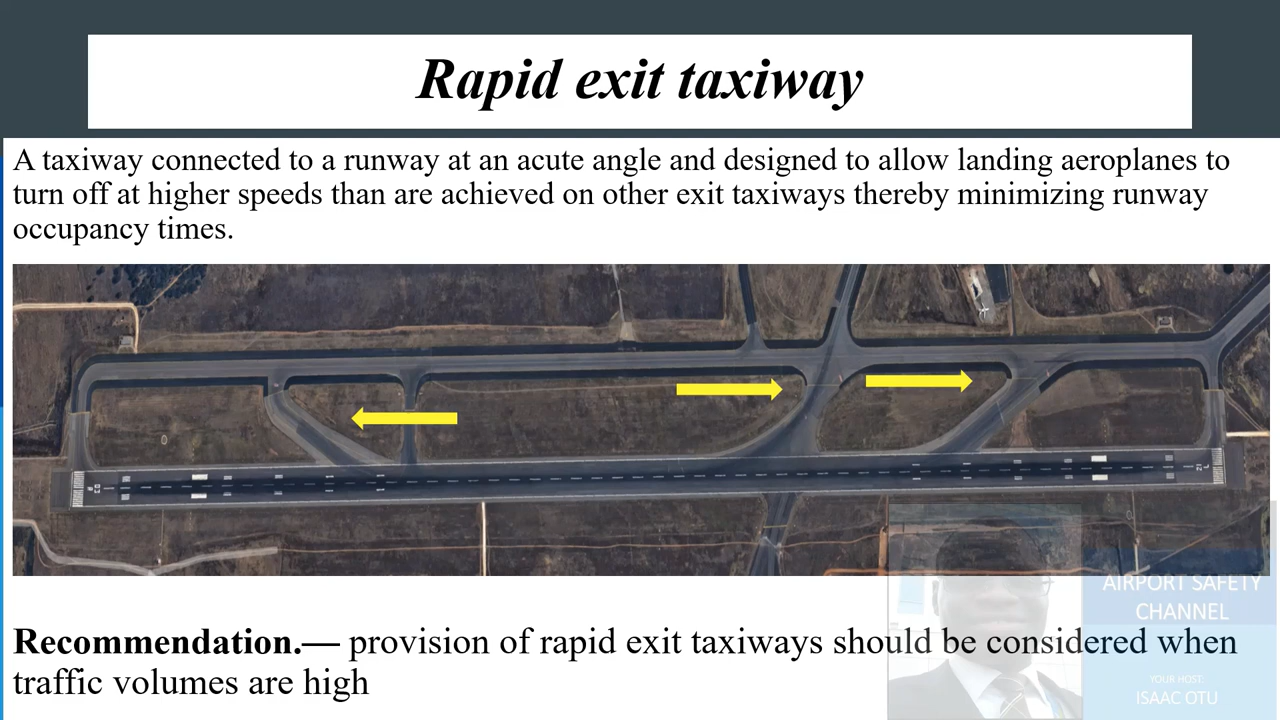 Rapid exit taxiway
A taxiway connected to a runway at an acute angle and designed to allow landing aeroplanes to
turn off at higher speeds than are achieved on other exit taxiways thereby minimizing runway
occupancy times.
AIRPORT SAFETY
CHANNEL
Recommendation.— provision of rapid exit taxiways should be considered when
traffic volumes are high
YOUR HOST:
ISAAC OTU